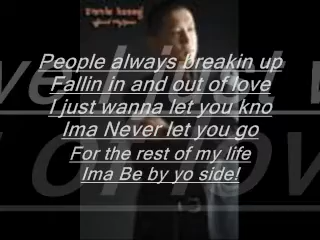 People always breakin up
Fallin in and out of love
I just wanna let you kno
Ima Never let you go
For the rest of my life
Ima Be by yo side!